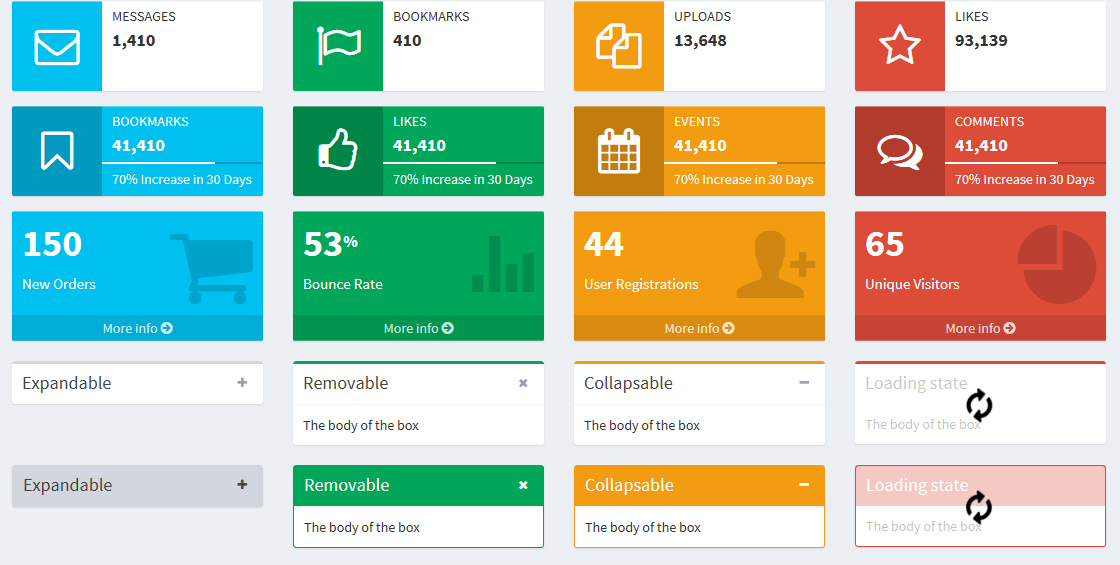 MESSAGES
1,410
BOOKMARKS
410
UPLOADS
13,648
LIKES
93,139
BOOKMARKS
41,410
70% Increase in 30 Days
LIKES
41,410
70% Increase in 30 Days
EVENTS
41,410
70% Increase in 30 Days
COMMENTS
41,410
70% Increase in 30 Days
150
New Orders
More info
53%
Bounce Rate
More info
44
User Registrations
More info
65
Unique Visitors
More info
Expandable
Removable
The body of the box
Collapsable
The body of the box
Loading state
The body of the box
Expandable
Removable
The body of the box
Collapsable
The body of the box
Loading state
The body of the box